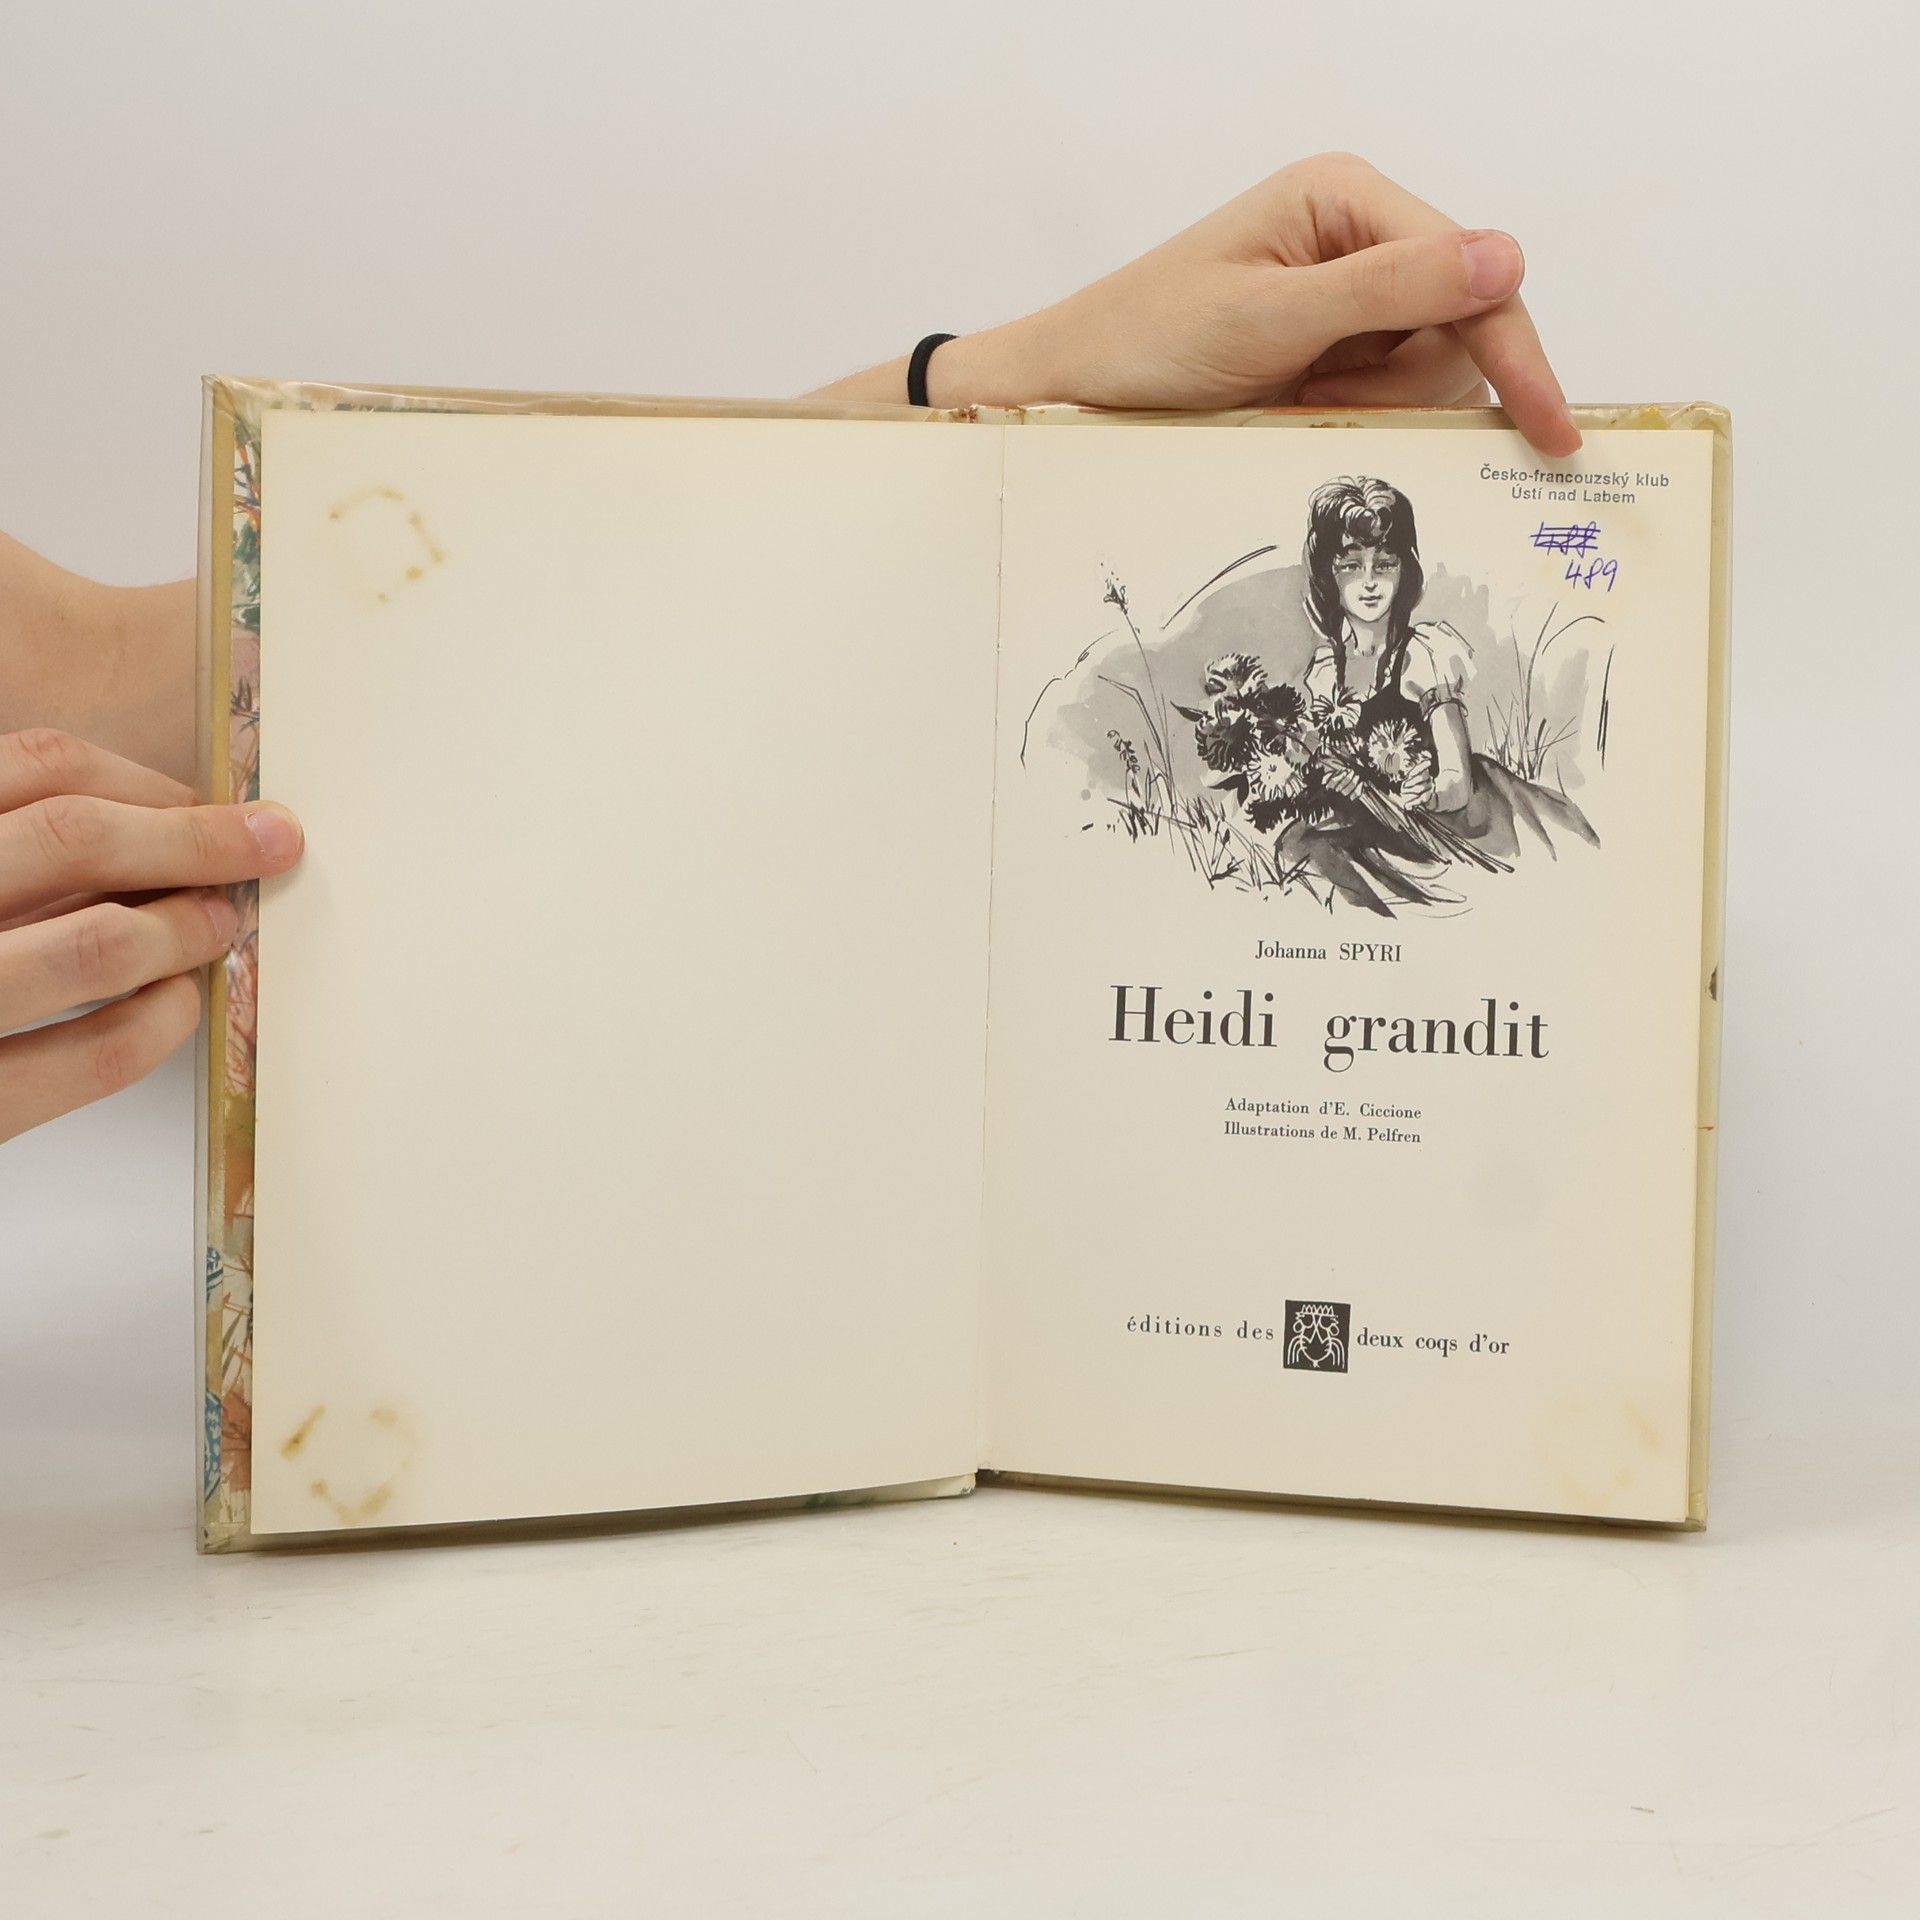 Česko-francouzský klub
Ústí nad Labem
488
489
Johanna SPYRI
Heidi grandit
Adaptation d'E. Ciccione
Illustrations de M. Pelfren
éditions des deux coqs d'or